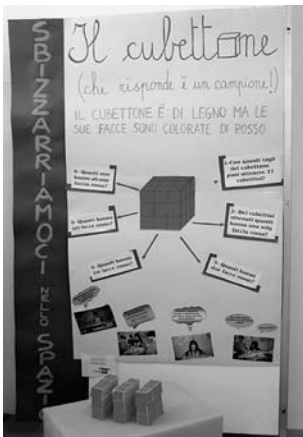 SBIZZARRIAMOCI NELLO SPAZIO
Il cubettone
(chi risponde è un campione!)
IL CUBETTONE É DI LEGNO MA LE
SUE FACCE SONO COLORATE DI ROSSO
6- Quanti non
hanno alcuna
faccia rossa?
1-Con quanti tagli
del cubettone
puoi ottenere 27
cubettini?
5- Quanti hanno
sei facce rosse?
2- Dei cubettini
ottenuti quanti
hanno una sola
faccia rossa?
4- Quanti hanno
tre facce rosse?
3- Quanti hanno
due facce rosse?